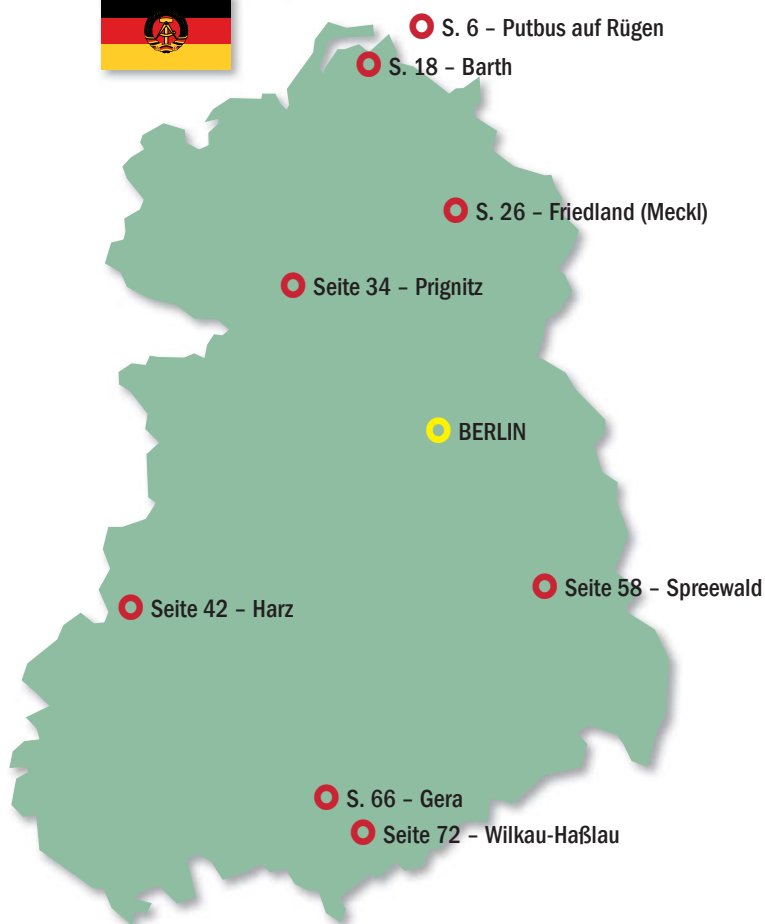 S. 6 – Putbus auf Rügen
S. 18 – Barth
S. 26 – Friedland (Meckl)
Seite 34 – Prignitz
BERLIN
Seite 58 – Spreewald
Seite 42 – Harz
S. 66 – Gera
Seite 72 – Wilkau-Haßlau